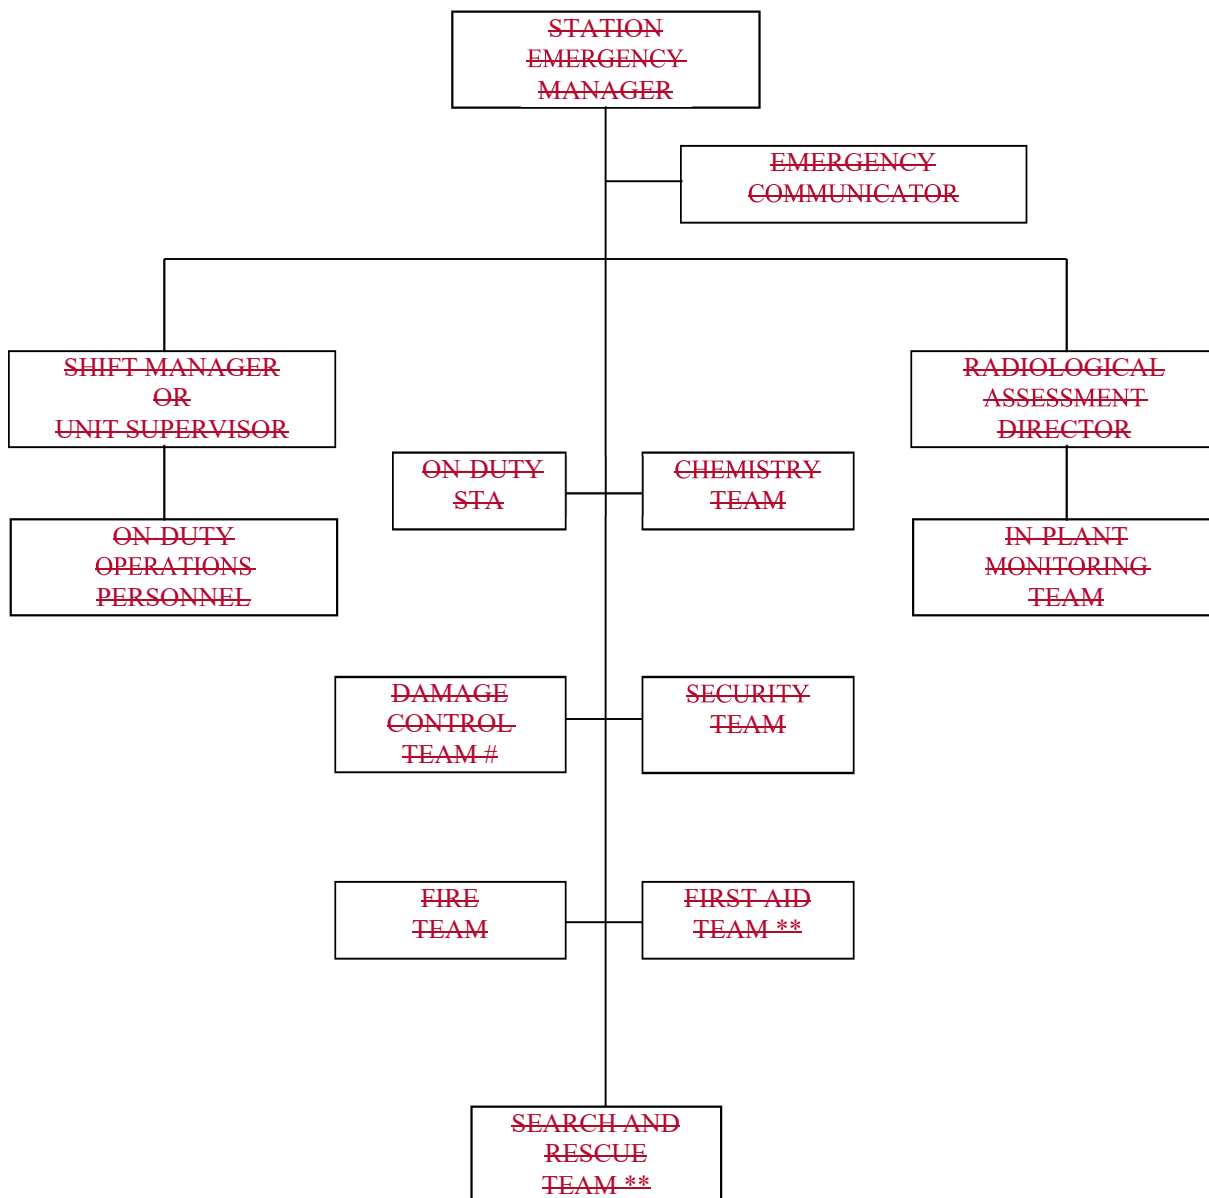 STATION
EMERGENCY
MANAGER
EMERGENCY
COMMUNICATOR
SHIFT MANAGER
OR
UNIT SUPERVISOR
RADIOLOGICAL
ASSESSMENT
DIRECTOR
ON-DUTY
STA
CHEMISTRY
TEAM
ON-DUTY
OPERATIONS
PERSONNEL
IN-PLANT
MONITORING
TEAM
DAMAGE
CONTROL
TEAM #
SECURITY
TEAM
FIRE
TEAM
FIRST AID
TEAM **
SEARCH AND
RESCUE
TEAM **